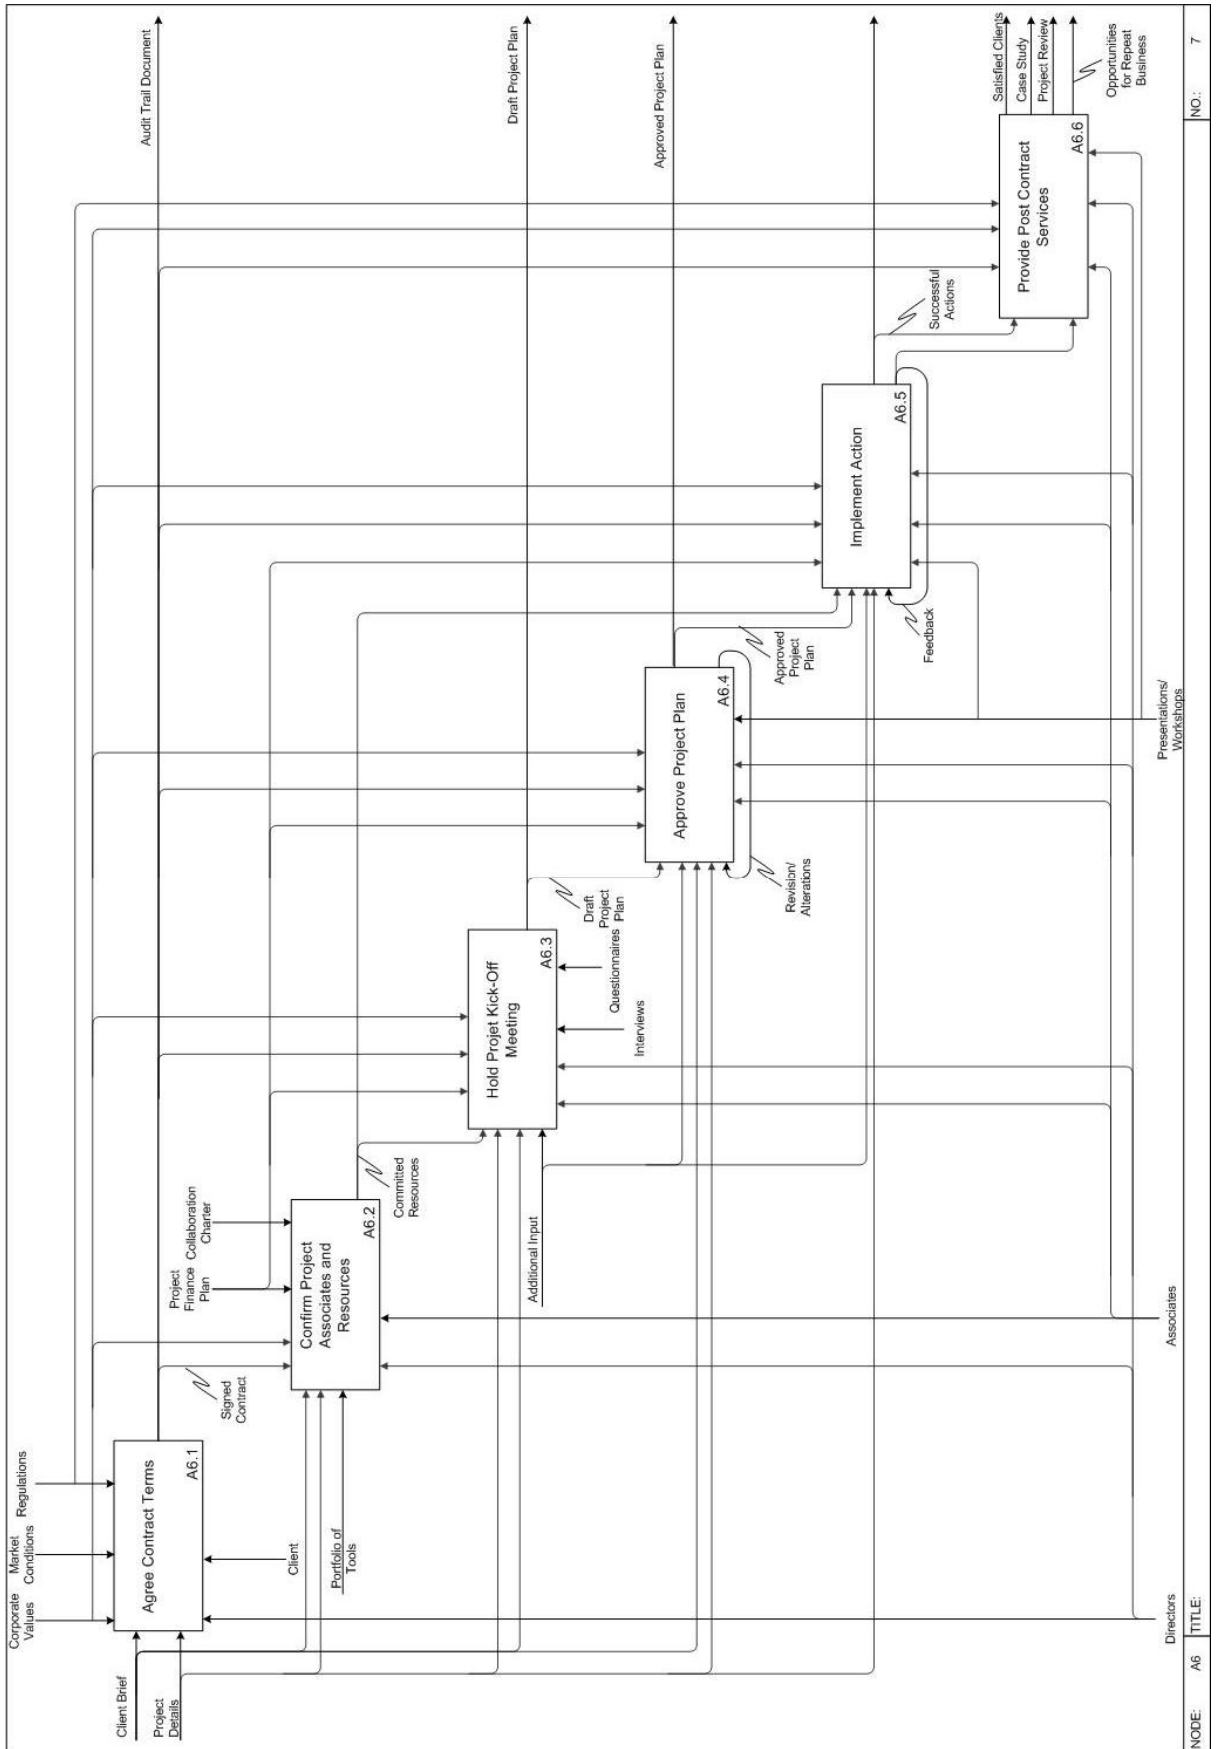 Corporate
Values
Market
Conditions
Regulations
Client Brief
Project
Details
Agree Contract Terms
A6.1
Audit Trail Document
Signed
Contract
Client
Project
Finance
Plan
Collaboration
Charter
Confirm Project
Associates and
Resources
A6.2
Portfolio of
Tools
Committed
Resources
Hold Projet Kick-Off
Meeting
A6.3
Draft Project Plan
Additional Input
Interviews
Questionnaires
Draft
Project
Plan
Approve Project Plan
A6.4
Approved Project Plan
Revision/
Alterations
Approved
Project
Plan
Implement Action
A6.5
Feedback
Successful
Actions
Provide Post Contract
Services
A6.6
Satisfied Clients
Case Study
Project Review
Opportunities
for Repeat
Business
Directors
Associates
Presentations/
Workshops
NODE: A6 TITLE: NO.: 7